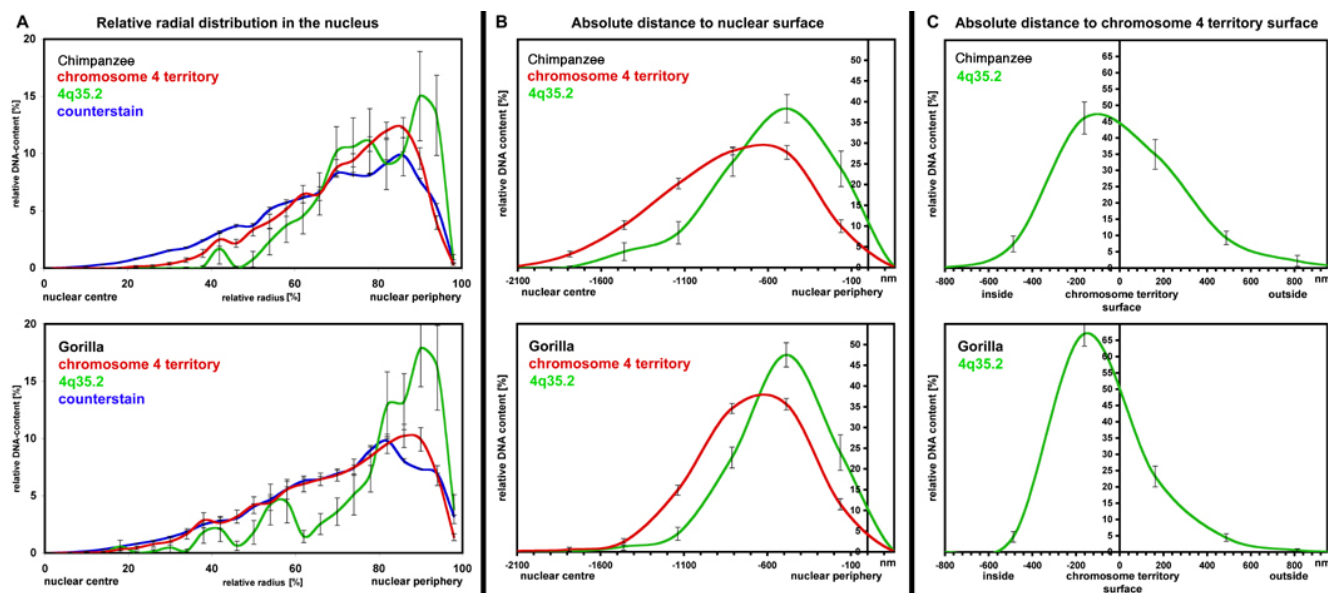 A Relative radial distribution in the nucleus
20
15
10
5
0
relative DNA-content [%]
Chimpanzee
chromosome 4 territory
4q35.2
counterstain
0 20 40 60 80 100
nuclear centre relative radius [%] nuclear periphery
20
15
10
5
0
relative DNA-content [%]
Gorilla
chromosome 4 territory
4q35.2
counterstain
0 20 40 60 80 100
nuclear centre relative radius [%] nuclear periphery
B Absolute distance to nuclear surface
relative DNA content [%]
Chimpanzee
chromosome 4 territory
4q35.2
50
45
40
35
30
25
20
15
10
5
0
-2100 -1600 -1100 -600 -100 nm
nuclear centre nuclear periphery
relative DNA content [%]
Gorilla
chromosome 4 territory
4q35.2
50
45
40
35
30
25
20
15
10
5
0
-2100 -1600 -1100 -600 -100 nm
nuclear centre nuclear periphery
C Absolute distance to chromosome 4 territory surface
relative DNA content [%]
Chimpanzee
4q35.2
65
60
55
50
45
40
35
30
25
20
15
10
5
0
-800 -600 -400 -200 0 200 400 600 800 nm
inside chromosome territory outside
surface
relative DNA content [%]
Gorilla
4q35.2
65
60
55
50
45
40
35
30
25
20
15
10
5
0
-800 -600 -400 -200 0 200 400 600 800 nm
inside chromosome territory outside
surface